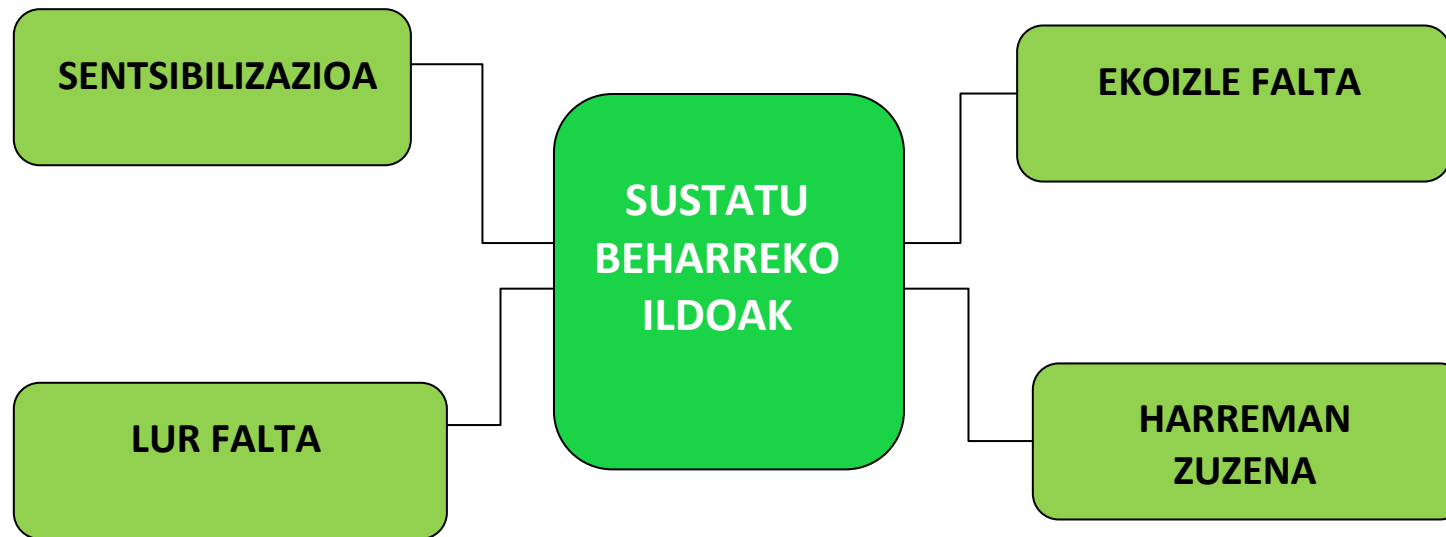 SENTSIBILIZAZIOA
EKOIZLE FALTA
SUSTATU
BEHARREKO
ILDOAK
LUR FALTA
HARREMAN
ZUZENA